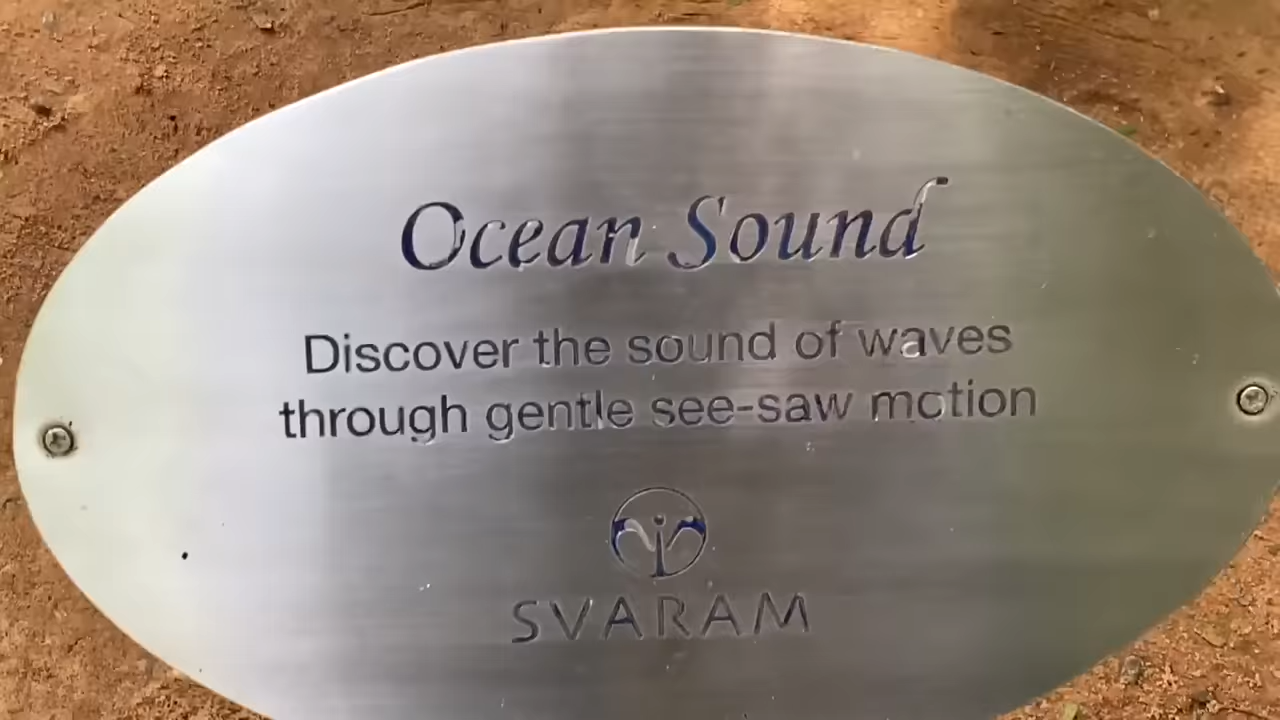 Ocean Sound
Discover the sound of waves
through gentle see-saw motion
SVARAM